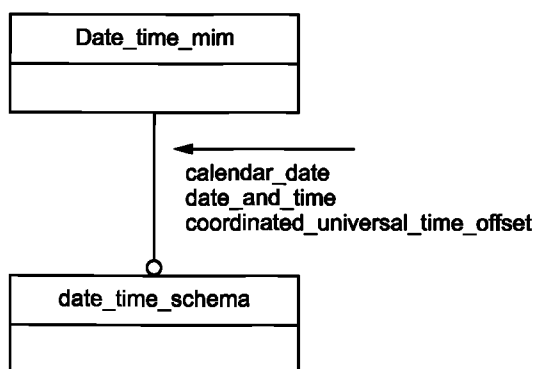 Date_time_mim
calendar_date
date_and_time
coordinated_universal_time_offset
date_time_schema